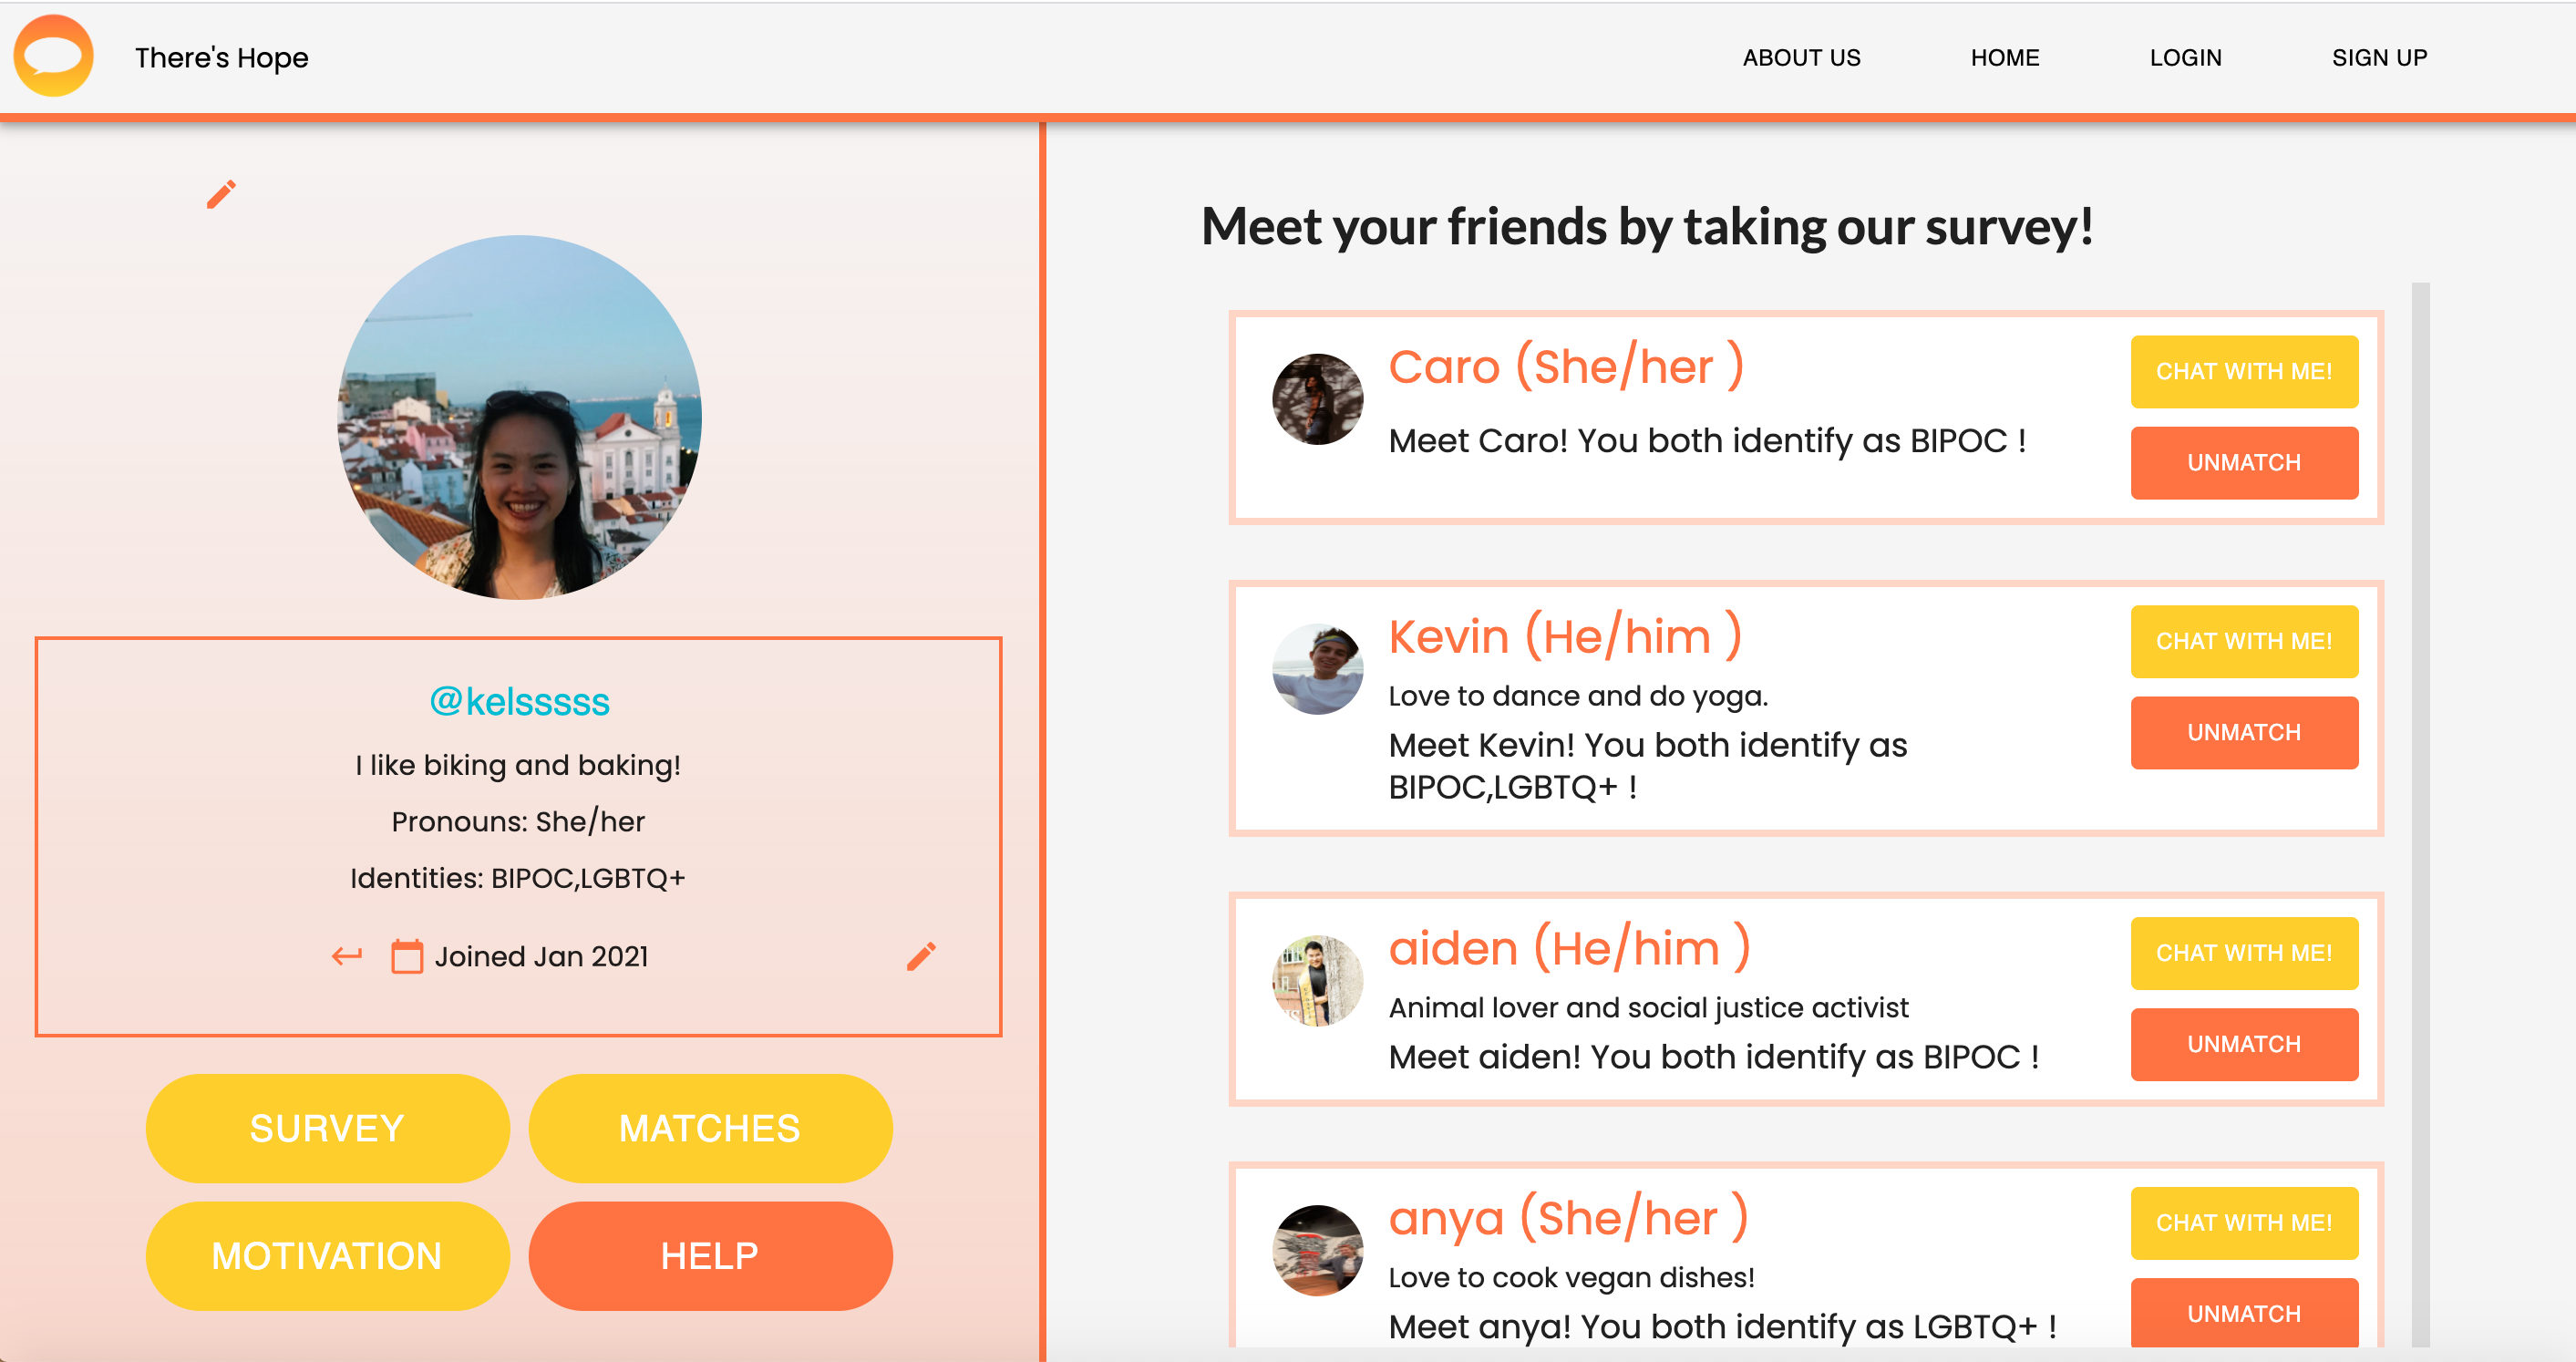 There's Hope
ABOUT US
HOME
LOGIN
SIGN UP
@kelsssss
I like biking and baking!
Pronouns: She/her
Identities: BIPOC,LGBTQ+
Joined Jan 2021
SURVEY
MATCHES
MOTIVATION
HELP
Meet your friends by taking our survey!
Caro (She/her )
Meet Caro! You both identify as BIPOC !
CHAT WITH ME!
UNMATCH
Kevin (He/him )
Love to dance and do yoga.
Meet Kevin! You both identify as
BIPOC,LGBTQ+ !
CHAT WITH ME!
UNMATCH
aiden (He/him )
Animal lover and social justice activist
Meet aiden! You both identify as BIPOC !
CHAT WITH ME!
UNMATCH
anya (She/her )
Love to cook vegan dishes!
Meet anya! You both identify as LGBTQ+ !
CHAT WITH ME!
UNMATCH